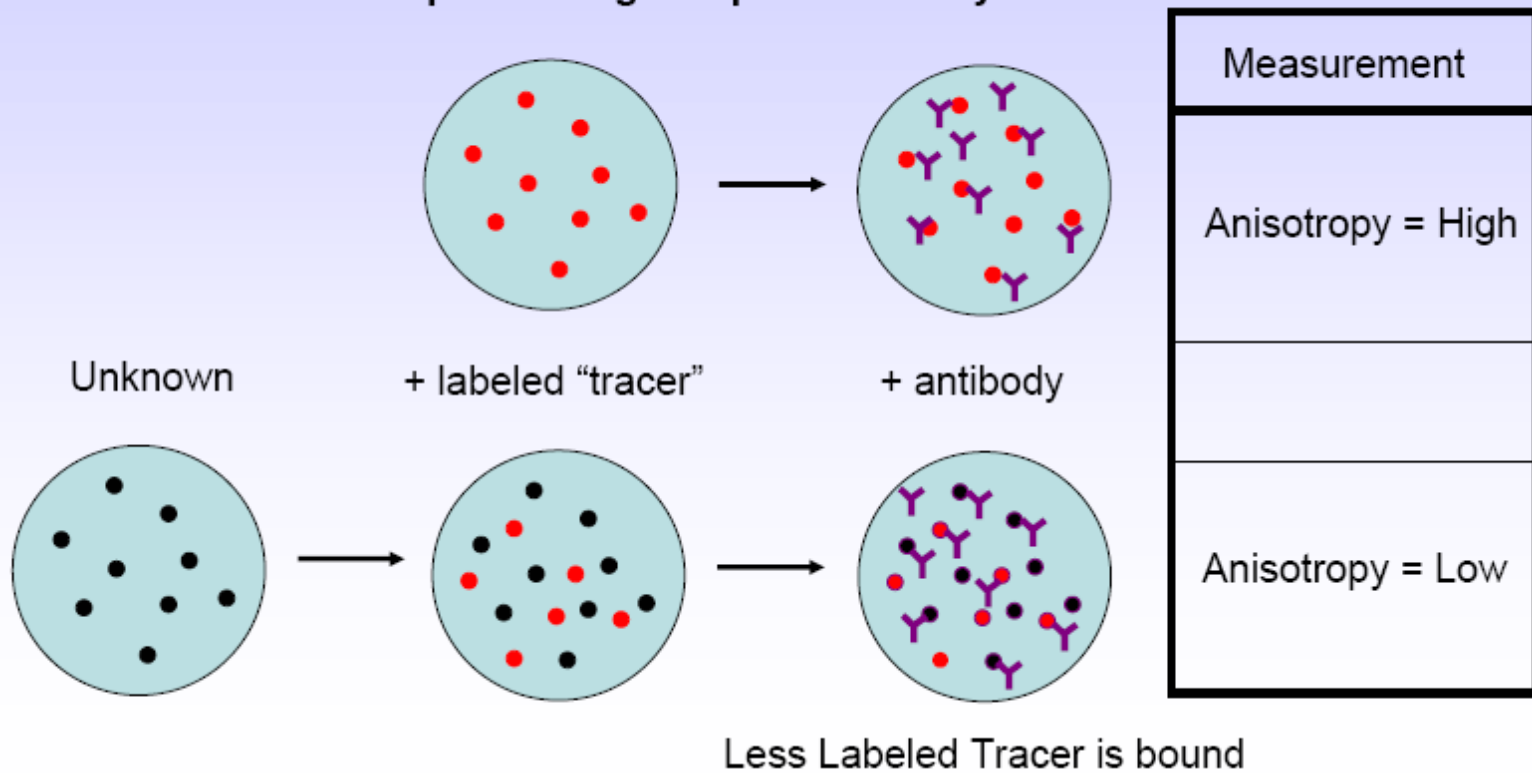 Measurement
Anisotropy = High
Unknown
+ labeled “tracer”
+ antibody
Anisotropy = Low
Less Labeled Tracer is bound